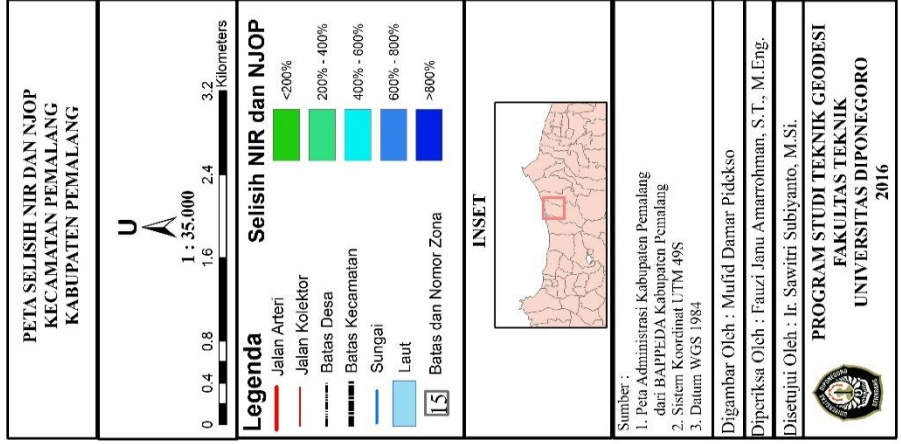 PETA SELISIH NIR DAN NJOP
KECAMATAN PEMALANG
KABUPATEN PEMALANG
U
1 : 35.000
0 0.4 0.8 1.6 2.4 3.2
Kilometers
Legenda
Jalan Arteri
Jalan Kolektor
Batas Desa
Batas Kecamatan
Sungai
Laut
15 Batas dan Nomor Zona
Selisih NIR dan NJOP
<200%
200% - 400%
400% - 600%
600% - 800%
>800%
INSET
Sumber :
1. Peta Administrasi Kabupaten Pemalang
dari BAPPEDA Kabupaten Pemalang
2. Sistem Koordinat UTM 49S
3. Datum WGS 1984
Digambar Oleh : Mufid Damar Pidekso
Diperiksa Oleh : Fauzi Janu Amarrohman, S.T., M.Eng.
Disetujui Oleh : Ir. Sawitri Subiyanto, M.Si.
PROGRAM STUDI TEKNIK GEODESI
FAKULTAS TEKNIK
UNIVERSITAS DIPONEGORO
2016
UNIVERSITAS DIPONEGORO
SEMARANG